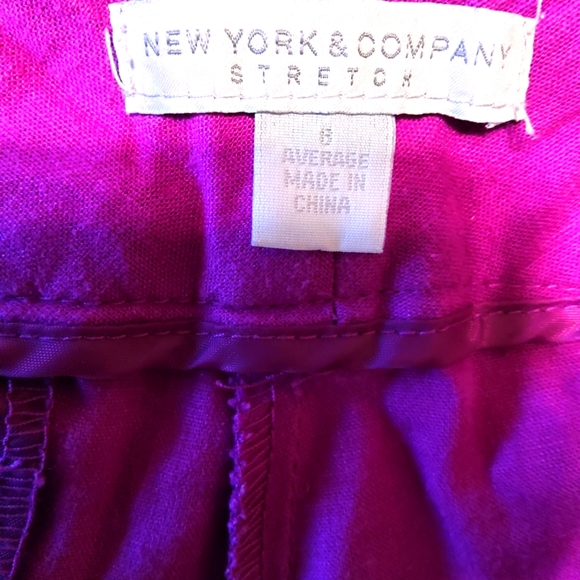 NEW YORK & COMPANY
STRETCH
6
AVERAGE
MADE IN
CHINA